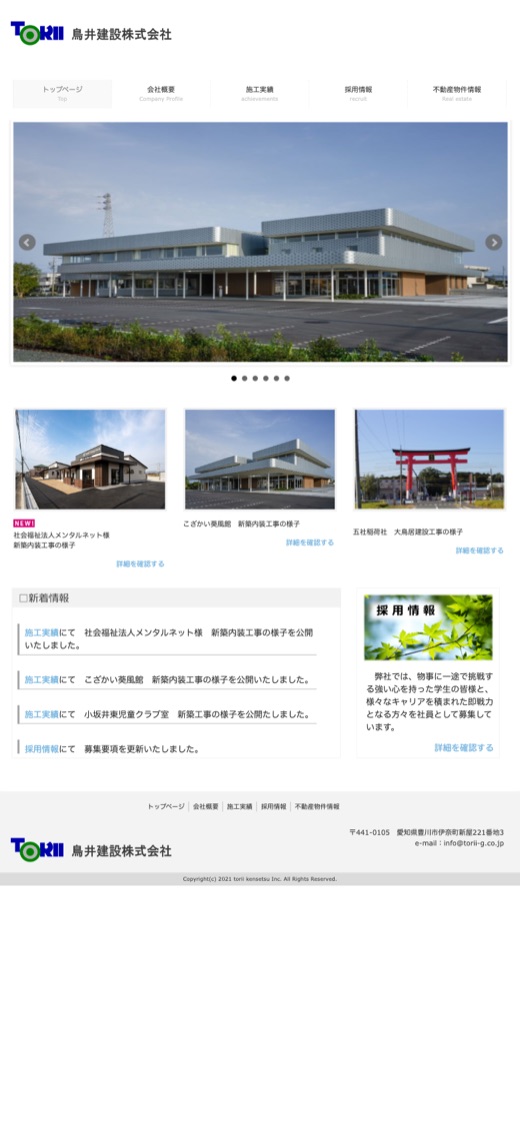 TORII 鳥井建設株式会社
トップページ 会社概要 施工実績 採用情報 不動産物件情報
Top Company Profile achievements recruit Real estate
NEW!
社会福祉法人メンタルネット様
新築内装工事の様子
詳細を確認する
こざかい葵風館 新築内装工事の様子
詳細を確認する
五社稲荷社 大鳥居建設工事の様子
詳細を確認する
□新着情報
施工実績にて 社会福祉法人メンタルネット様 新築内装工事の様子を公開
いたしました。
施工実績にて こざかい葵風館 新築内装工事の様子を公開いたしました。
施工実績にて 小坂井東児童クラブ室 新築工事の様子を公開たしました。
採用情報にて 募集要項を更新いたしました。
採用情報
弊社では、物事に一途で挑戦す
る強い心を持った学生の皆様と、
様々なキャリアを積まれた即戦力
となる方々を社員として募集して
います。
詳細を確認する
トップページ 会社概要 施工実績 採用情報 不動産物件情報
〒441-0105 愛知県豊川市伊奈町新屋221番地3
e-mail：info@torii-g.co.jp
TORII 鳥井建設株式会社
Copyright(c) 2021 torii kensetsu Inc. All Rights Reserved.